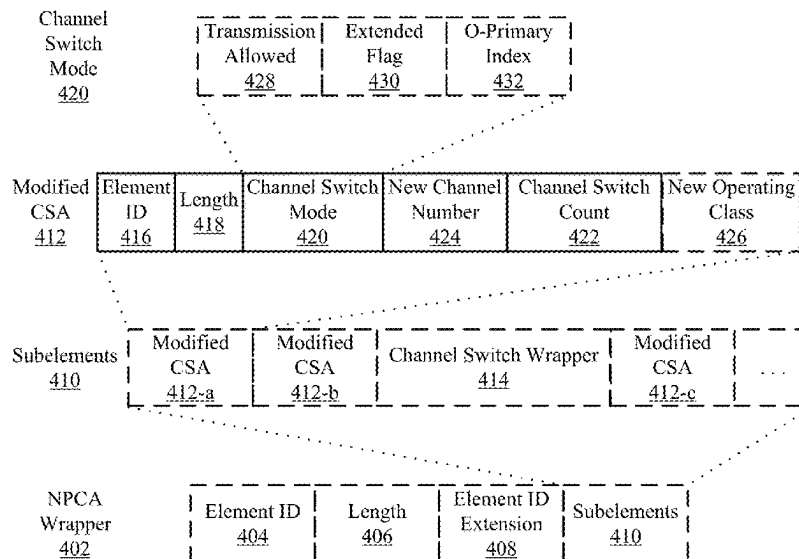 Channel
Switch
Mode
420
Transmission
Allowed
428
Extended
Flag
430
O-Primary
Index
432
Modified
CSA
412
Element
ID
416
Length
418
Channel Switch
Mode
420
New Channel
Number
424
Channel Switch
Count
422
New Operating
Class
426
Subelements
410
Modified
CSA
412-a
Modified
CSA
412-b
Channel Switch Wrapper
414
Modified
CSA
412-c
...
NPCA
Wrapper
402
Element ID
404
Length
406
Element ID
Extension
408
Subelements
410